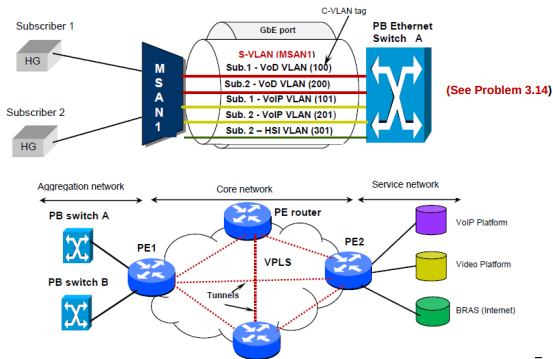 C-VLAN tag
Subscriber 1
GbE port
PB Ethernet
Switch A
HG
S-VLAN (MSAN1)
Sub.1 - VoD VLAN (100)
Sub.2 - VoD VLAN (200)
Sub. 1 - VoIP VLAN (101)
Sub. 2 - VoIP VLAN (201)
Sub. 2 – HSI VLAN (301)
MSAN1
(See Problem 3.14)
Subscriber 2
HG
Aggregation network
Core network
Service network
PB switch A
PE router
PE1
PE2
VoIP Platform
VPLS
Video Platform
PB switch B
Tunnels
BRAS (Internet)